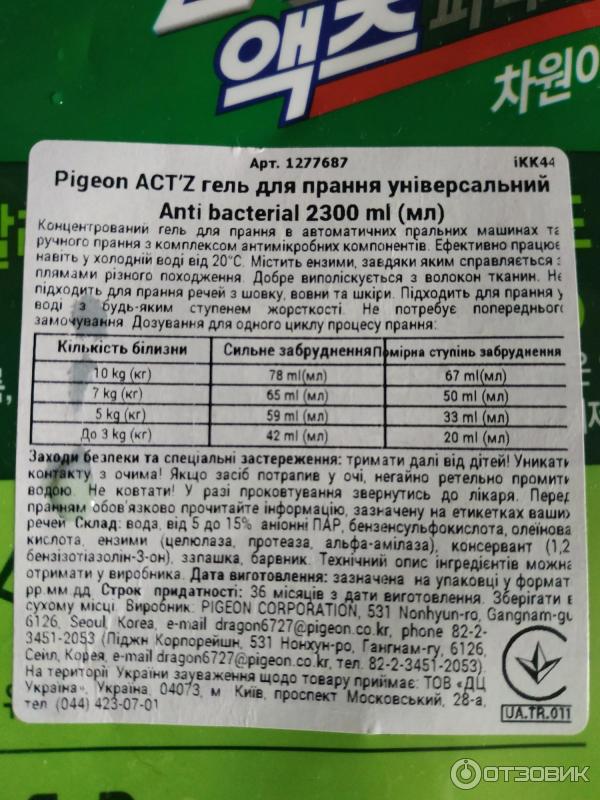 액츠
차원이
Арт. 1277687 iKK44
Pigeon ACT'Z гель для прання універсальний
Anti bacterial 2300 ml (мл)
Концентрований гель для прання в автоматичних пральних машинах та
ручного прання з комплексом антимікробних компонентів. Ефективно працює
навіть у холодній воді від 20°С. Містить ензими, завдяки яким справляється з
плямами різного походження. Добре виполіскується з волокон тканин. Не
підходить для прання речей з шовку, вовни та шкіри. Підходить для прання у
воді з будь-яким ступенем жорсткості. Не потребує попереднього
замочування Дозування для одного циклу процесу прання:
Кількість білизни Сильне забруднення Помірна ступінь забруднення
10 kg (кг) 78 ml(мл) 67 ml(мл)
7 kg (кг) 65 ml(мл) 50 ml(мл)
5 kg (кг) 59 ml(мл) 33 ml(мл)
До 3 kg(кг) 42 ml(мл) 20 ml(мл)
Заходи безпеки та спеціальні застереження: тримати далі від дітей! Уникати
контакту з очима! Якщо засіб потрапив у очі, негайно ретельно промити
водою. Не ковтати! У разі проковтування звернутись до лікаря. Перед
пранням обов'язково прочитайте інформацію, зазначену на етикетках ваших
речей Склад: вода, від 5 до 15% аніонні ПАР, бензенсульфокислота, олеїнова
кислота, ензими (целюлаза, протеаза, альфа-амілаза), консервант (1,2
бензізотіазолін-3-он), запашка, барвник. Технічний опис інгредієнтів можна
отримати у виробника. Дата виготовлення: зазначена на упаковці у форматі
рр.мм.дд. Строк придатності: 36 місяців з дати виготовлення. Зберігати в
сухому місці. Виробник: PIGEON CORPORATION, 531 Nonhyun-ro, Gangnam-gu
6126, Seoul, Korea, e-mail dragon6727@pigeon.co.kr, phone 82-2-
3451-2053 (Піджн Корпорейшн, 531 Нонхун-ро, Гангнам-гу, 6126,
Сеїл, Корея, e-mail dragon6727@pigeon.co.kr, тел. 82-2-3451-2053).
На території України зауваження щодо товару приймає: ТОВ «ДЦ
Україна», Україна, 04073, м Київ, проспект Московський, 28-а,
тел (044) 423-07-01
UA.TR.011
ОТЗОВИК